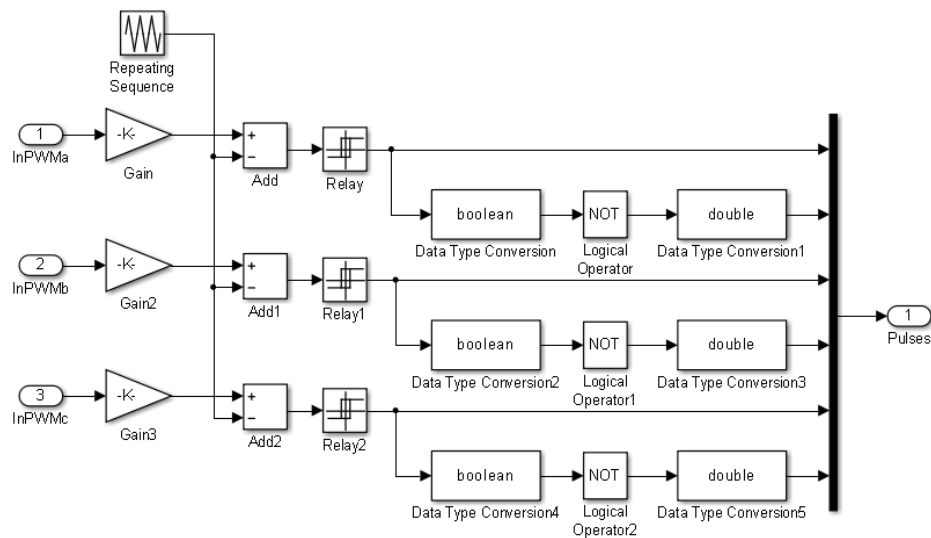 Repeating
Sequence
1
InPWMa
-K-
Gain
+
−
Add
Relay
boolean
Data Type Conversion
NOT
Logical
Operator
double
Data Type Conversion1
2
InPWMb
-K-
Gain2
+
−
Add1
Relay1
boolean
Data Type Conversion2
NOT
Logical
Operator1
double
Data Type Conversion3
1
Pulses
3
InPWMc
-K-
Gain3
+
−
Add2
Relay2
boolean
Data Type Conversion4
NOT
Logical
Operator2
double
Data Type Conversion5